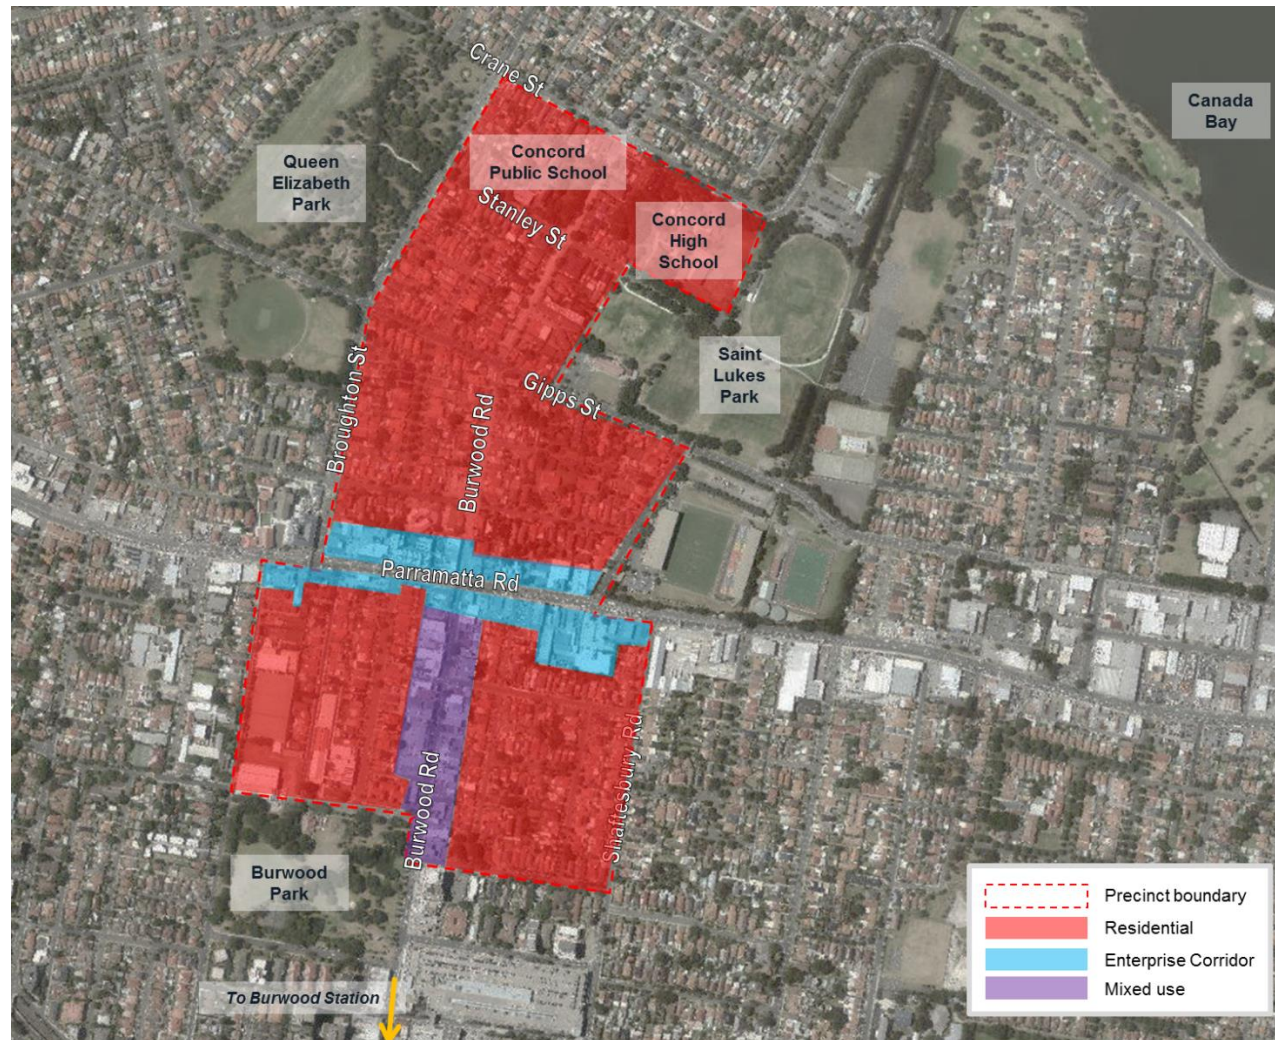 Crane St
Canada
Bay
Concord
Public School
Queen
Elizabeth
Park
Stanley St
Concord
High
School
Saint
Lukes
Park
Broughton St
Gipps St
Burwood Rd
Parramatta Rd
Burwood Rd
Shaftesbury Rd
Burwood
Park
To Burwood Station
Precinct boundary
Residential
Enterprise Corridor
Mixed use